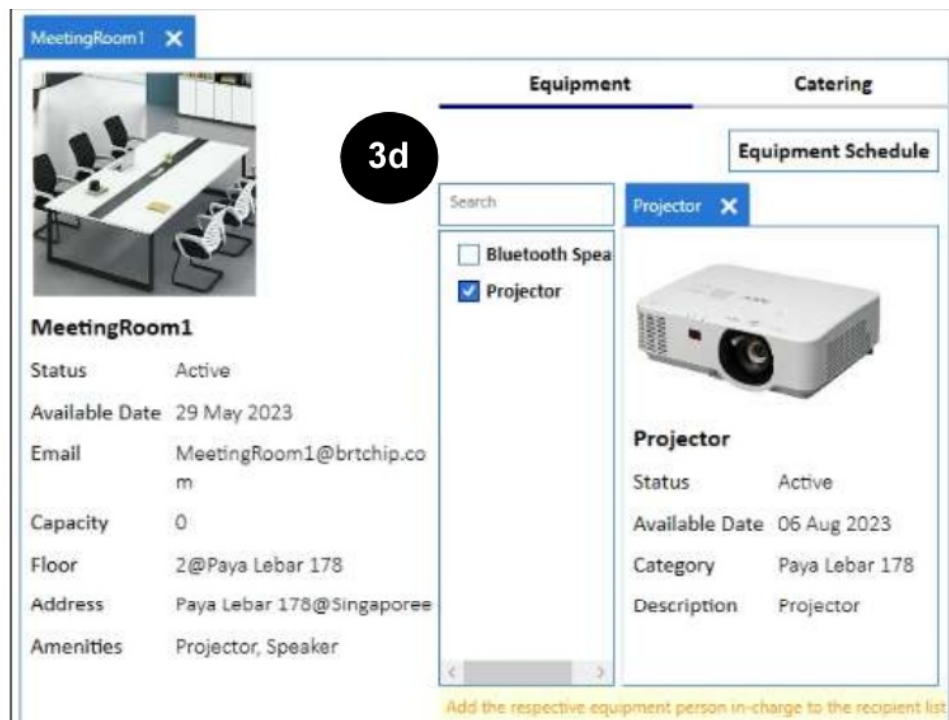 MeetingRoom1
Equipment
Catering
3d
Equipment Schedule
Search
Projector
Bluetooth Spea
Projector
MeetingRoom1
Status Active
Available Date 29 May 2023
Email MeetingRoom1@brtchip.co
m
Capacity 0
Floor 2@Paya Lebar 178
Address Paya Lebar 178@Singaporee
Amenities Projector, Speaker
Projector
Status Active
Available Date 06 Aug 2023
Category Paya Lebar 178
Description Projector
Add the respective equipment person in-charge to the recipient list